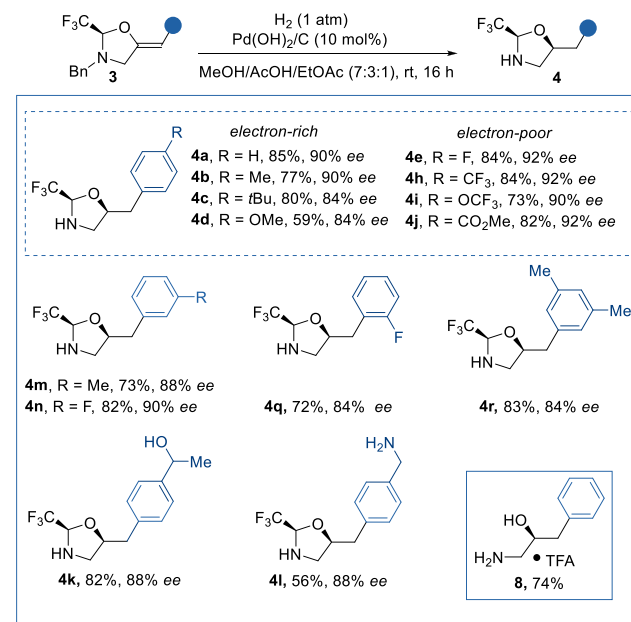 H2 (1 atm)
Pd(OH)2/C (10 mol%)
MeOH/AcOH/EtOAc (7:3:1), rt, 16 h
F3C O
N
Bn
3
F3C O
HN
4
electron-rich
4a, R = H, 85%, 90% ee
4b, R = Me, 77%, 90% ee
4c, R = tBu, 80%, 84% ee
4d, R = OMe, 59%, 84% ee
electron-poor
4e, R = F, 84%, 92% ee
4h, R = CF3, 84%, 92% ee
4i, R = OCF3, 73%, 90% ee
4j, R = CO2Me, 82%, 92% ee
R
F3C O
HN
R
F3C O
HN
4m, R = Me, 73%, 88% ee
4n, R = F, 82%, 90% ee
F3C O
F
HN
4q, 72%, 84% ee
Me
Me
F3C O
HN
4r, 83%, 84% ee
HO
Me
F3C O
HN
4k, 82%, 88% ee
H2N
F3C O
HN
4l, 56%, 88% ee
HO
H2N • TFA
8, 74%